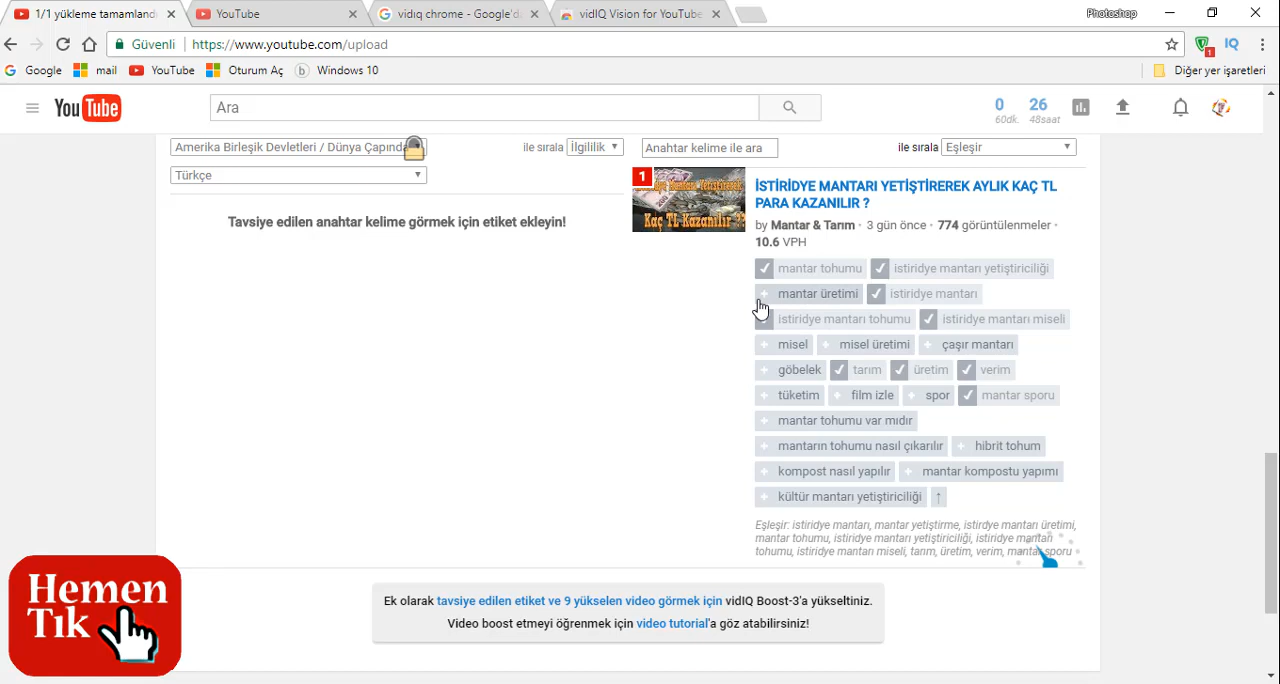 1/1 yükleme tamamland
YouTube
vidıq chrome - Google'da
vidIQ Vision for YouTube
Photoshop
Güvenli
https://www.youtube.com/upload
1
IQ
Google
mail
YouTube
Oturum Aç
b
Windows 10
Diğer yer işaretleri
YouTube
Ara
0
60dk.
26
48saat
Amerika Birleşik Devletleri / Dünya Çapında
ile sırala
İlgililik
Anahtar kelime ile ara
ile sırala
Eşleşir
Türkçe
Tavsiye edilen anahtar kelime görmek için etiket ekleyin!
1
Kaç TL Kazanılır ??
İSTİRİDYE MANTARI YETİŞTİREREK AYLIK KAÇ TL
PARA KAZANILIR ?
by Mantar & Tarım · 3 gün önce · 774 görüntülenmeler ·
10.6 VPH
mantar tohumu
istiridye mantarı yetiştiriciliği
mantar üretimi
istiridye mantarı
istiridye mantarı tohumu
istiridye mantarı miseli
misel
misel üretimi
çaşır mantarı
göbelek
tarım
üretim
verim
tüketim
film izle
spor
mantar sporu
mantar tohumu var mıdır
mantarın tohumu nasıl çıkarılır
hibrit tohum
kompost nasıl yapılır
mantar kompostu yapımı
kültür mantarı yetiştiriciliği
↑
Eşleşir: istiridye mantarı, mantar yetiştirme, istirdye mantarı üretimi,
mantar tohumu, istiridye mantarı yetiştiriciliği, istiridye mantarı
tohumu, istiridye mantarı miseli, tarım, üretim, verim, mantar sporu
Ek olarak tavsiye edilen etiket ve 9 yükselen video görmek için vidIQ Boost-3'a yükseltiniz.
Video boost etmeyi öğrenmek için video tutorial'a göz atabilirsiniz!
Hemen
Tık